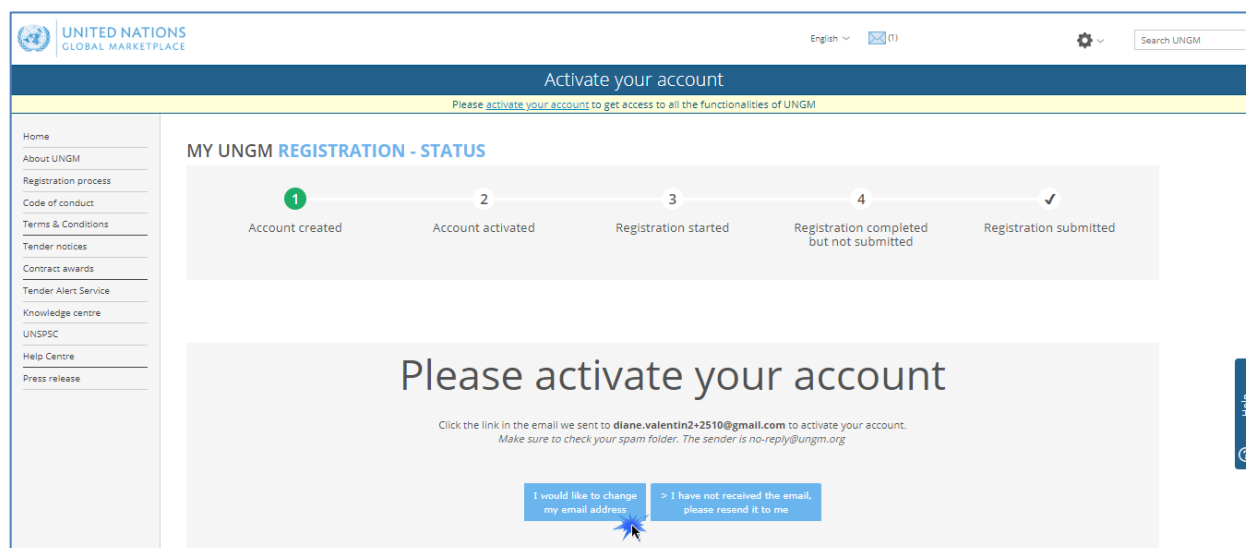 UNITED NATIONS
GLOBAL MARKETPLACE
English
(1)
Search UNGM
Activate your account
Please activate your account to get access to all the functionalities of UNGM
Home
About UNGM
Registration process
Code of conduct
Terms & Conditions
Tender notices
Contract awards
Tender Alert Service
Knowledge centre
UNSPSC
Help Centre
Press release
MY UNGM REGISTRATION - STATUS
1
2
3
4
✓
Account created
Account activated
Registration started
Registration completed
but not submitted
Registration submitted
Please activate your account
Click the link in the email we sent to diane.valentin2+2510@gmail.com to activate your account.
Make sure to check your spam folder. The sender is no-reply@ungm.org
I would like to change
my email address
> I have not received the email,
please resend it to me
Help